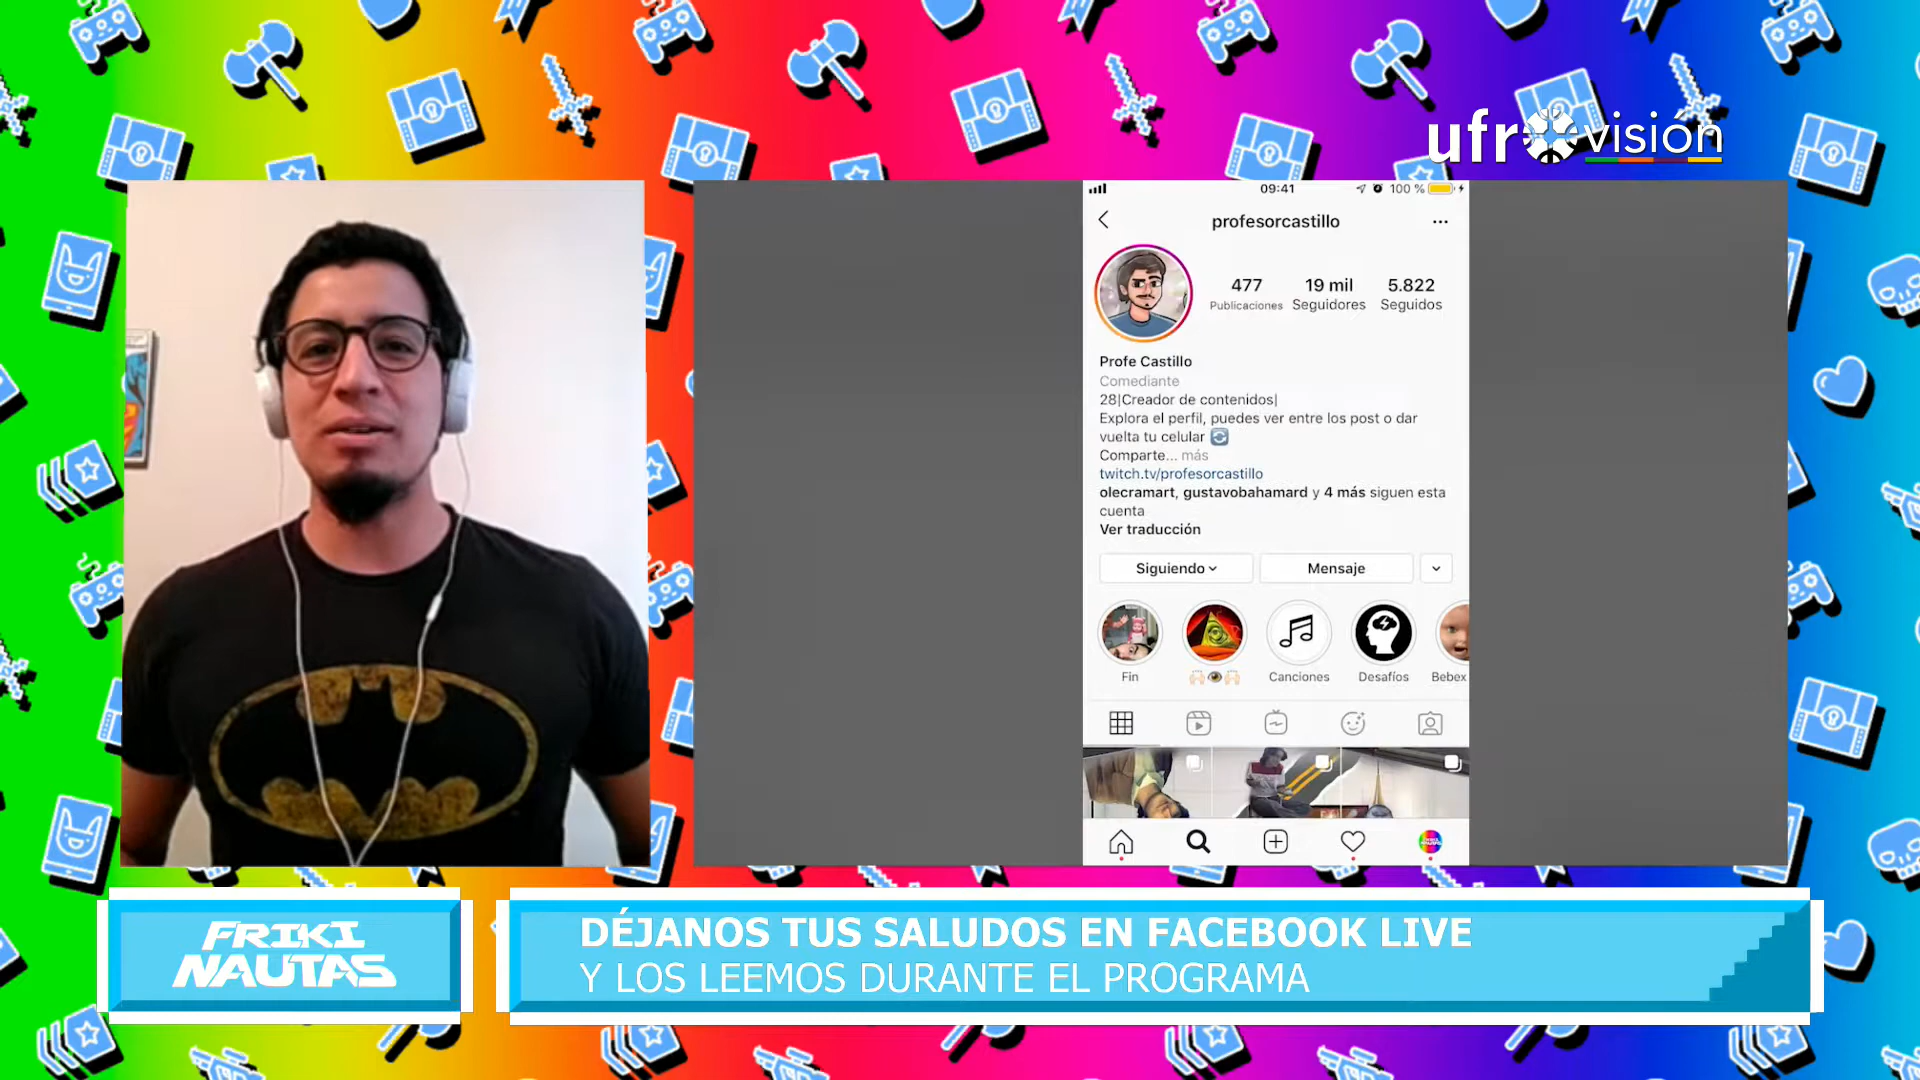 ufrovisión
09:41
100 %
profesorcastillo
477
Publicaciones
19 mil
Seguidores
5.822
Seguidos
Profe Castillo
Comediante
28|Creador de contenidos|
Explora el perfil, puedes ver entre los post o dar
vuelta tu celular
Comparte... más
twitch.tv/profesorcastillo
olecramart, gustavobahamard y 4 más siguen esta
cuenta
Ver traducción
Siguiendo
Mensaje
Fin
Canciones
Desafíos
Bebex
FRIKI
NAUTAS
DÉJANOS TUS SALUDOS EN FACEBOOK LIVE
Y LOS LEEMOS DURANTE EL PROGRAMA